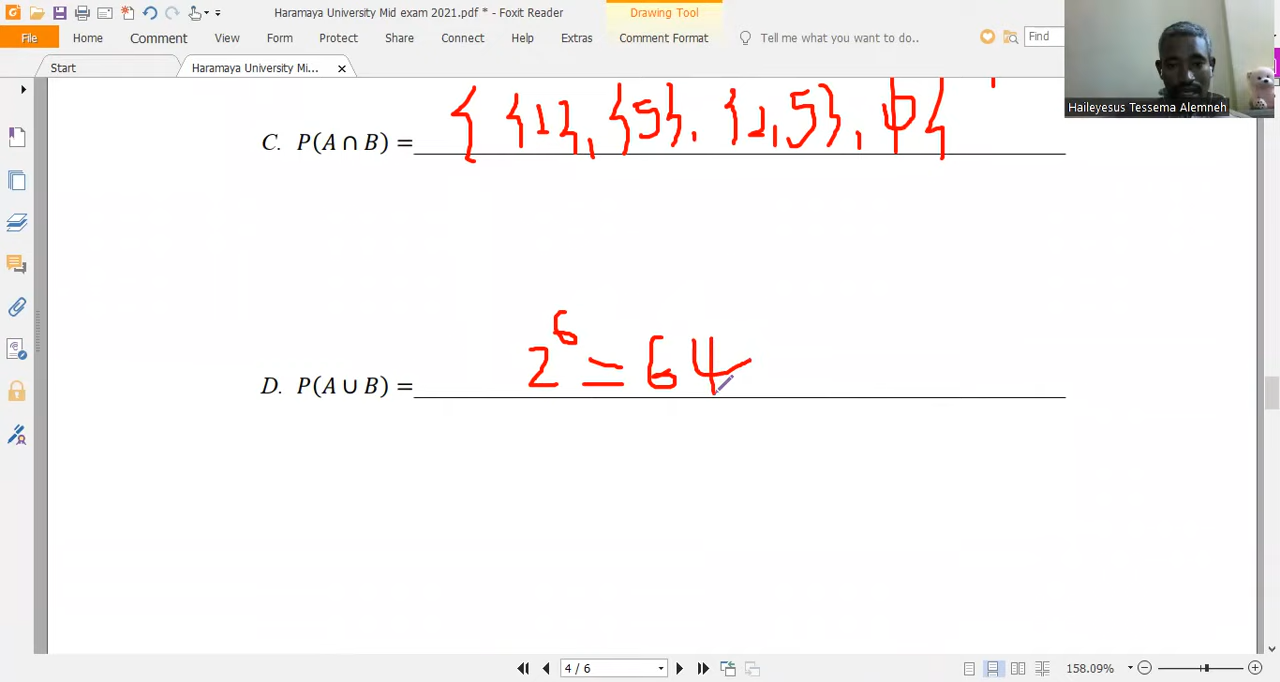 Haramaya University Mid exam 2021.pdf * - Foxit Reader
Drawing Tool
File Home Comment View Form Protect Share Connect Help Extras Comment Format Tell me what you want to do.. Find
Start Haramaya University Mi...
Haileyesus Tessema Alemneh
C. P(A ∩ B) = { {1}, {5}, {1,5}, ф{
D. P(A ∪ B) = 2^6 = 64
4 / 6 158.09%